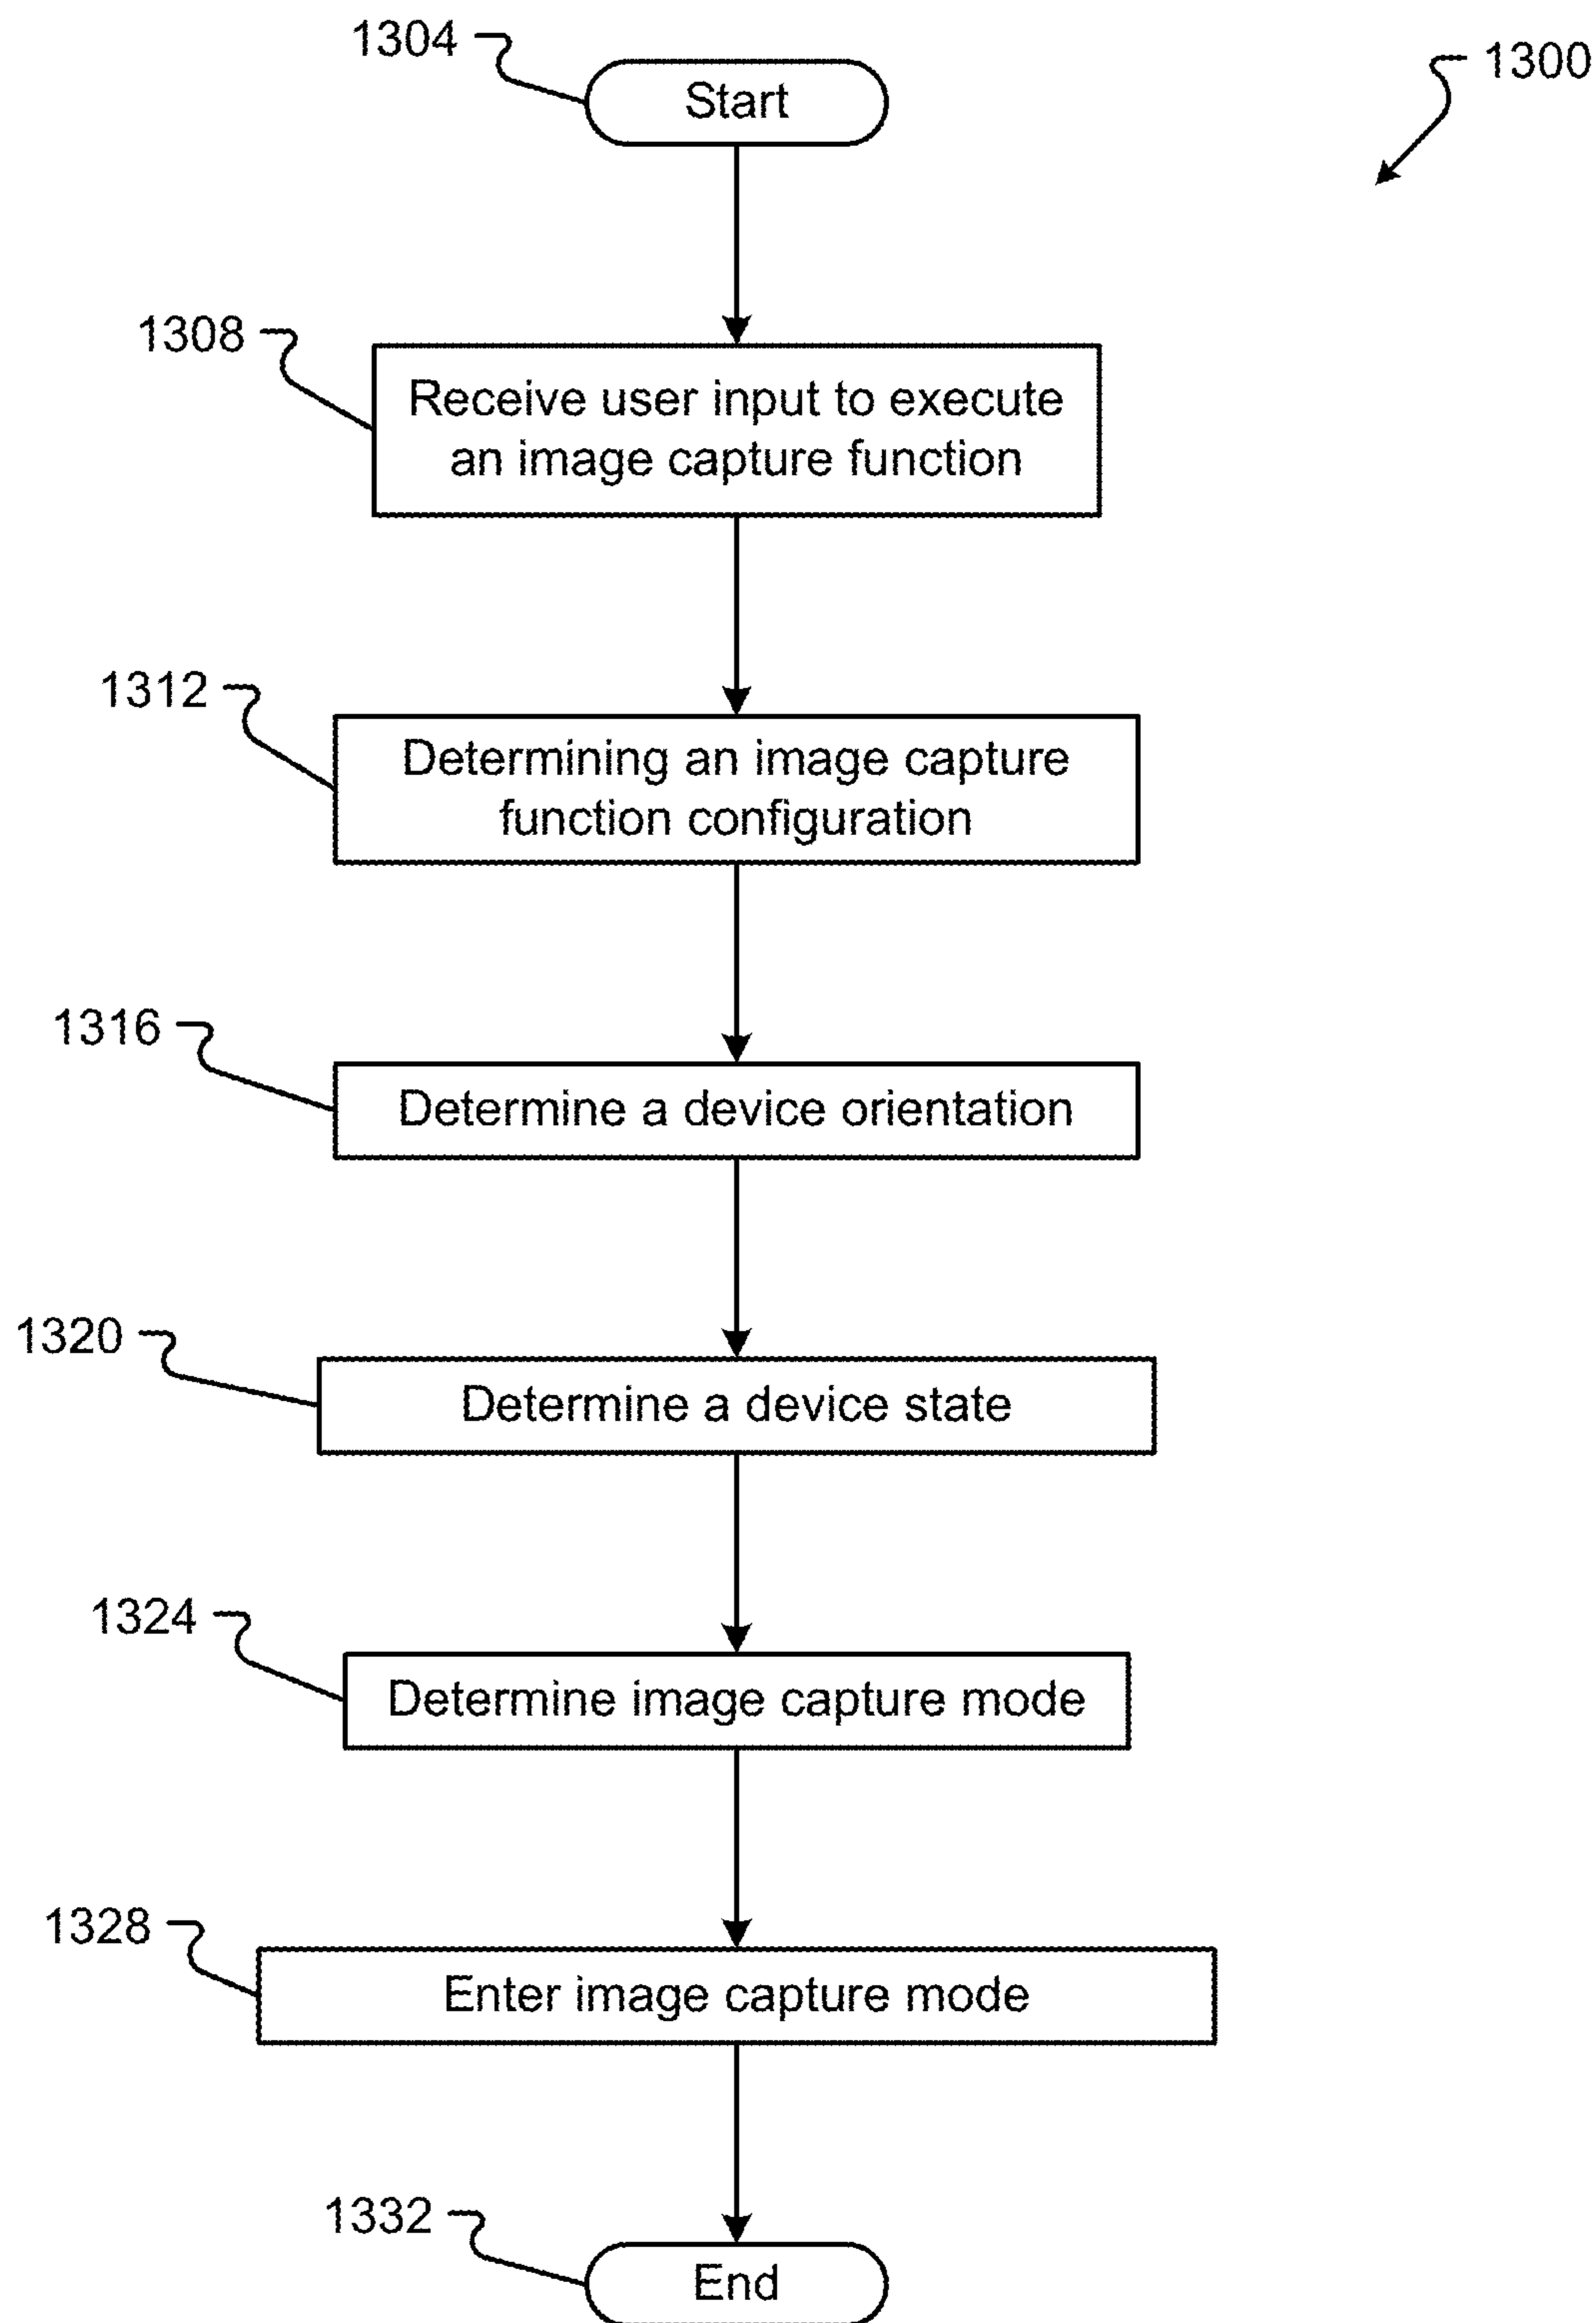 1304
Start
1300
1308
Receive user input to execute
an image capture function
1312
Determining an image capture
function configuration
1316
Determine a device orientation
1320
Determine a device state
1324
Determine image capture mode
1328
Enter image capture mode
1332
End